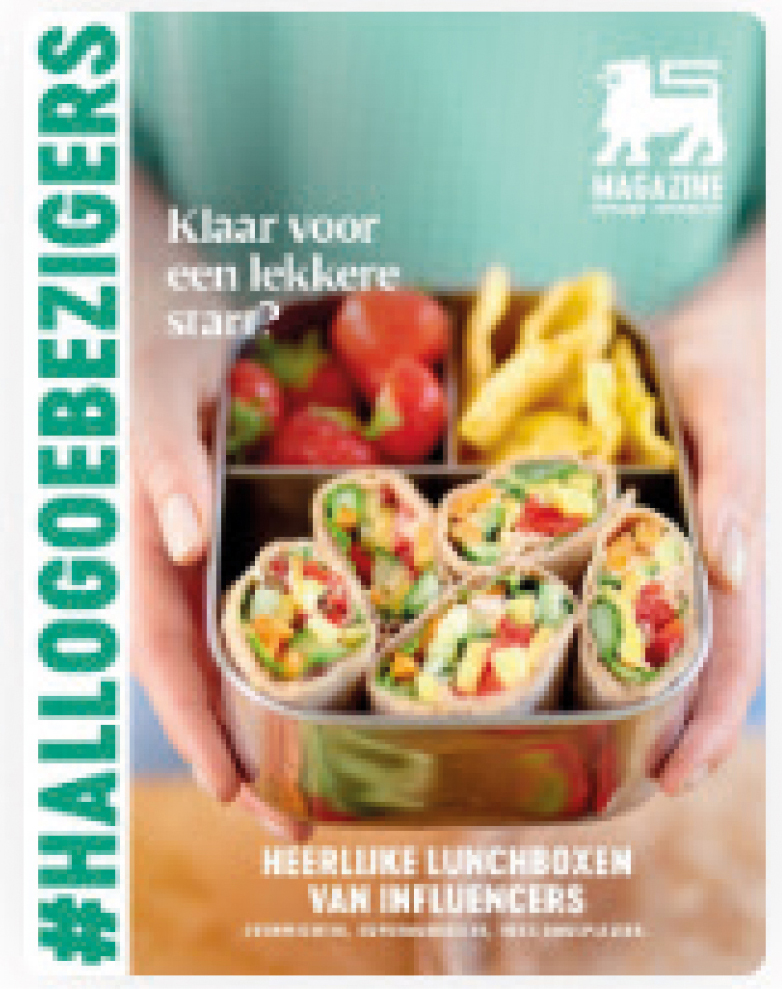 #HALLOGOEBEZIGERS
MAGAZINE
Klaar voor
een lekkere
start?
HEERLIJKE LUNCHBOXEN
VAN INFLUENCERS